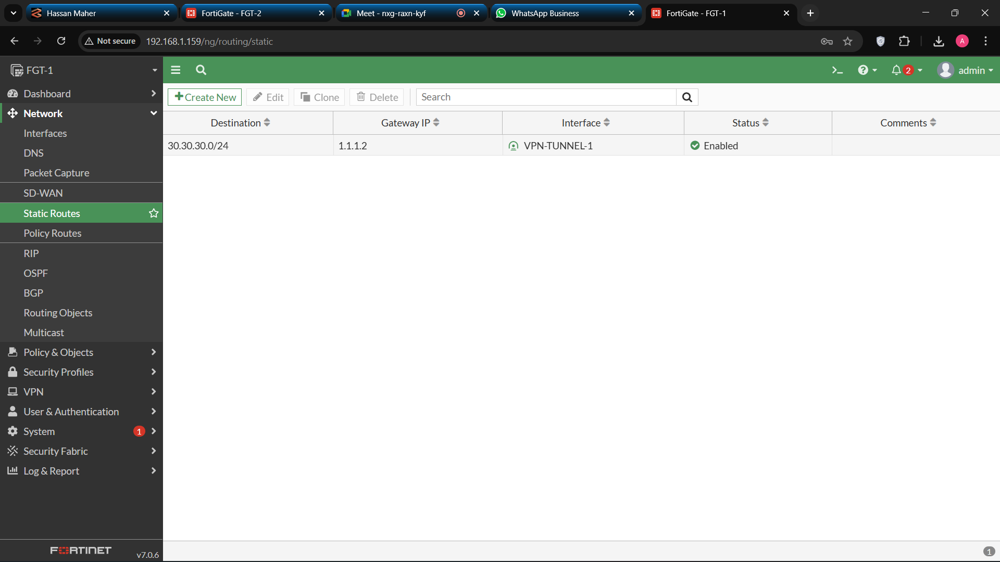 Hassan Maher
FortiGate - FGT-2
Meet - nxg-raxn-kyf
WhatsApp Business
FortiGate - FGT-1
Not secure
192.168.1.159/ng/routing/static
A
FGT-1
2
admin
Dashboard
Network
Interfaces
DNS
Packet Capture
SD-WAN
Static Routes
Policy Routes
RIP
OSPF
BGP
Routing Objects
Multicast
Policy & Objects
Security Profiles
VPN
User & Authentication
System 1
Security Fabric
Log & Report
FORTINET
v7.0.6
Create New
Edit
Clone
Delete
Search
Destination Gateway IP Interface Status Comments
30.30.30.0/24 1.1.1.2 VPN-TUNNEL-1 Enabled
1